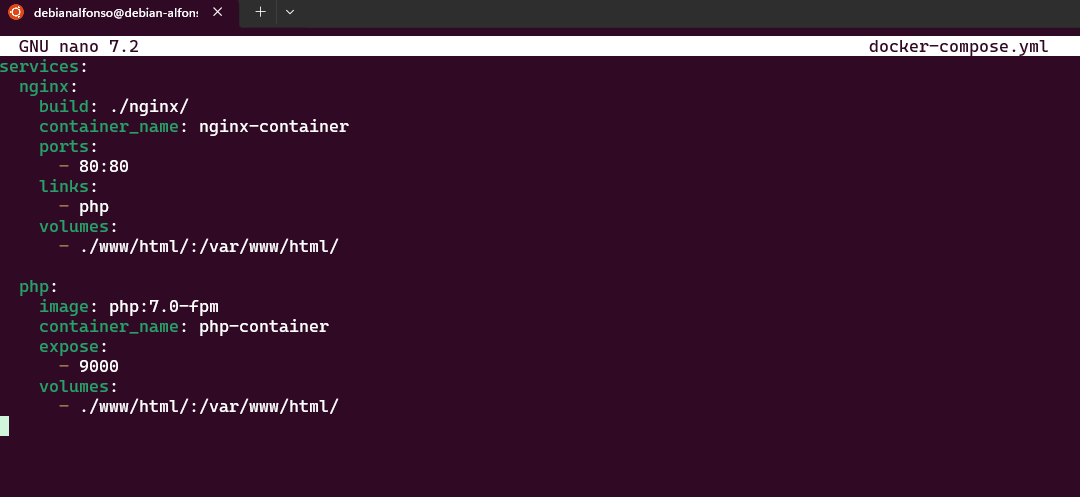 debianalfonso@debian-alfons
GNU nano 7.2 docker-compose.yml
services:
  nginx:
    build: ./nginx/
    container_name: nginx-container
    ports:
      - 80:80
    links:
      - php
    volumes:
      - ./www/html/:/var/www/html/

  php:
    image: php:7.0-fpm
    container_name: php-container
    expose:
      - 9000
    volumes:
      - ./www/html/:/var/www/html/